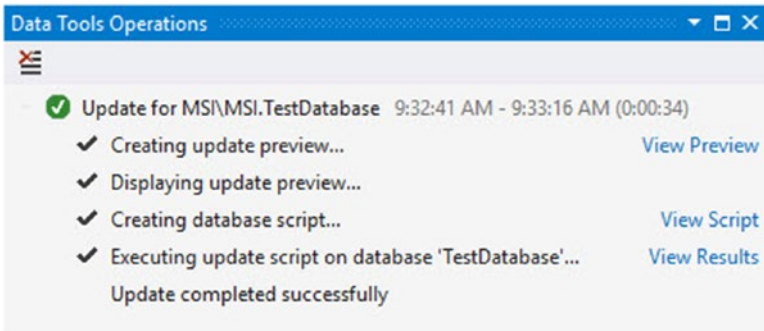 Data Tools Operations
Update for MSI\MSI.TestDatabase 9:32:41 AM - 9:33:16 AM (0:00:34)
Creating update preview... View Preview
Displaying update preview...
Creating database script... View Script
Executing update script on database 'TestDatabase'... View Results
Update completed successfully